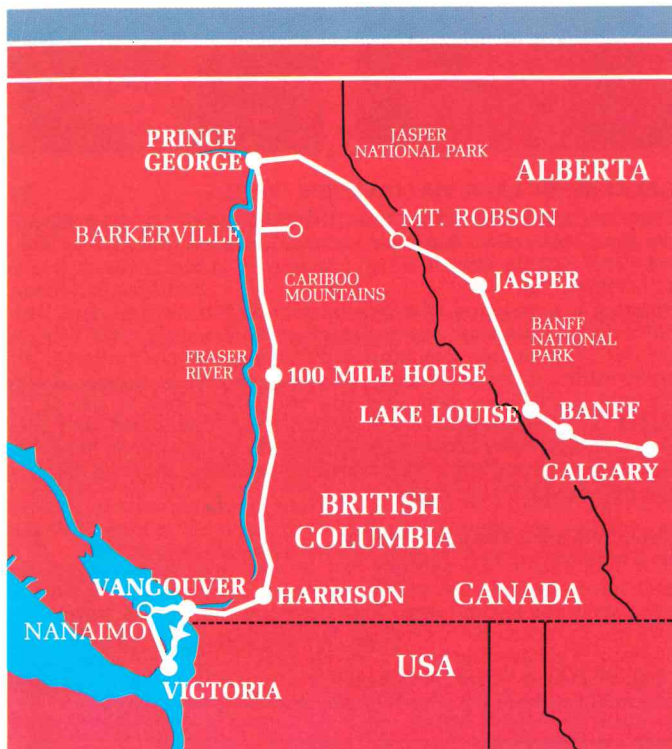 PRINCE
GEORGE
JASPER
NATIONAL PARK
ALBERTA
MT. ROBSON
BARKERVILLE
CARIBOO
MOUNTAINS
JASPER
BANFF
NATIONAL
PARK
FRASER
RIVER
100 MILE HOUSE
LAKE LOUISE
BANFF
CALGARY
BRITISH
COLUMBIA
VANCOUVER
HARRISON
CANADA
NANAIMO
USA
VICTORIA